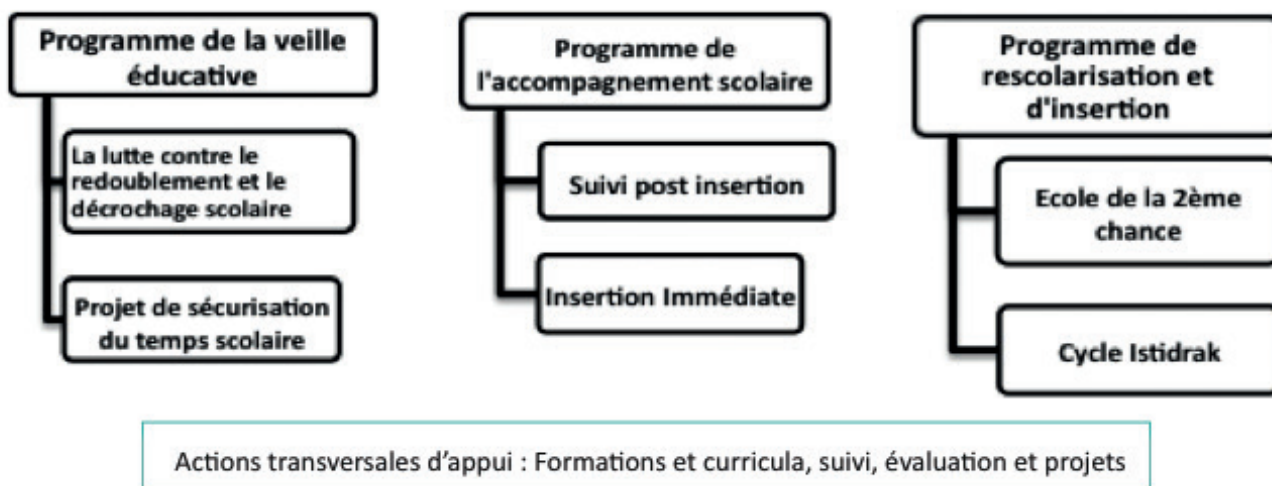 Programme de la veille
éducative
La lutte contre le
redoublement et le
décrochage scolaire
Projet de sécurisation
du temps scolaire
Programme de
l'accompagnement scolaire
Suivi post insertion
Insertion Immédiate
Programme de
rescolarisation et
d'insertion
Ecole de la 2ème
chance
Cycle Istidrak
Actions transversales d’appui : Formations et curricula, suivi, évaluation et projets